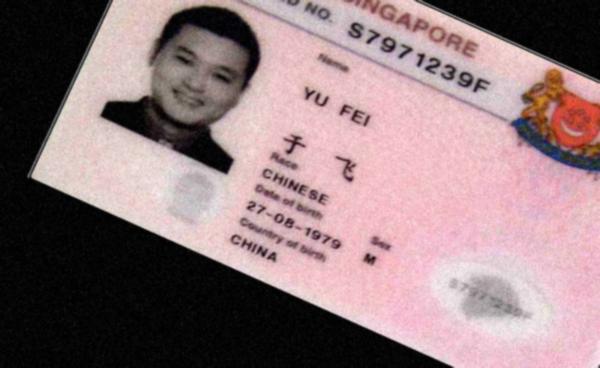 SINGAPORE
D NO. S7971239F
Name
YU FEI
于 飞
Race
CHINESE
Date of birth
27-08-1979
Sex
M
Country of birth
CHINA
S7971239F